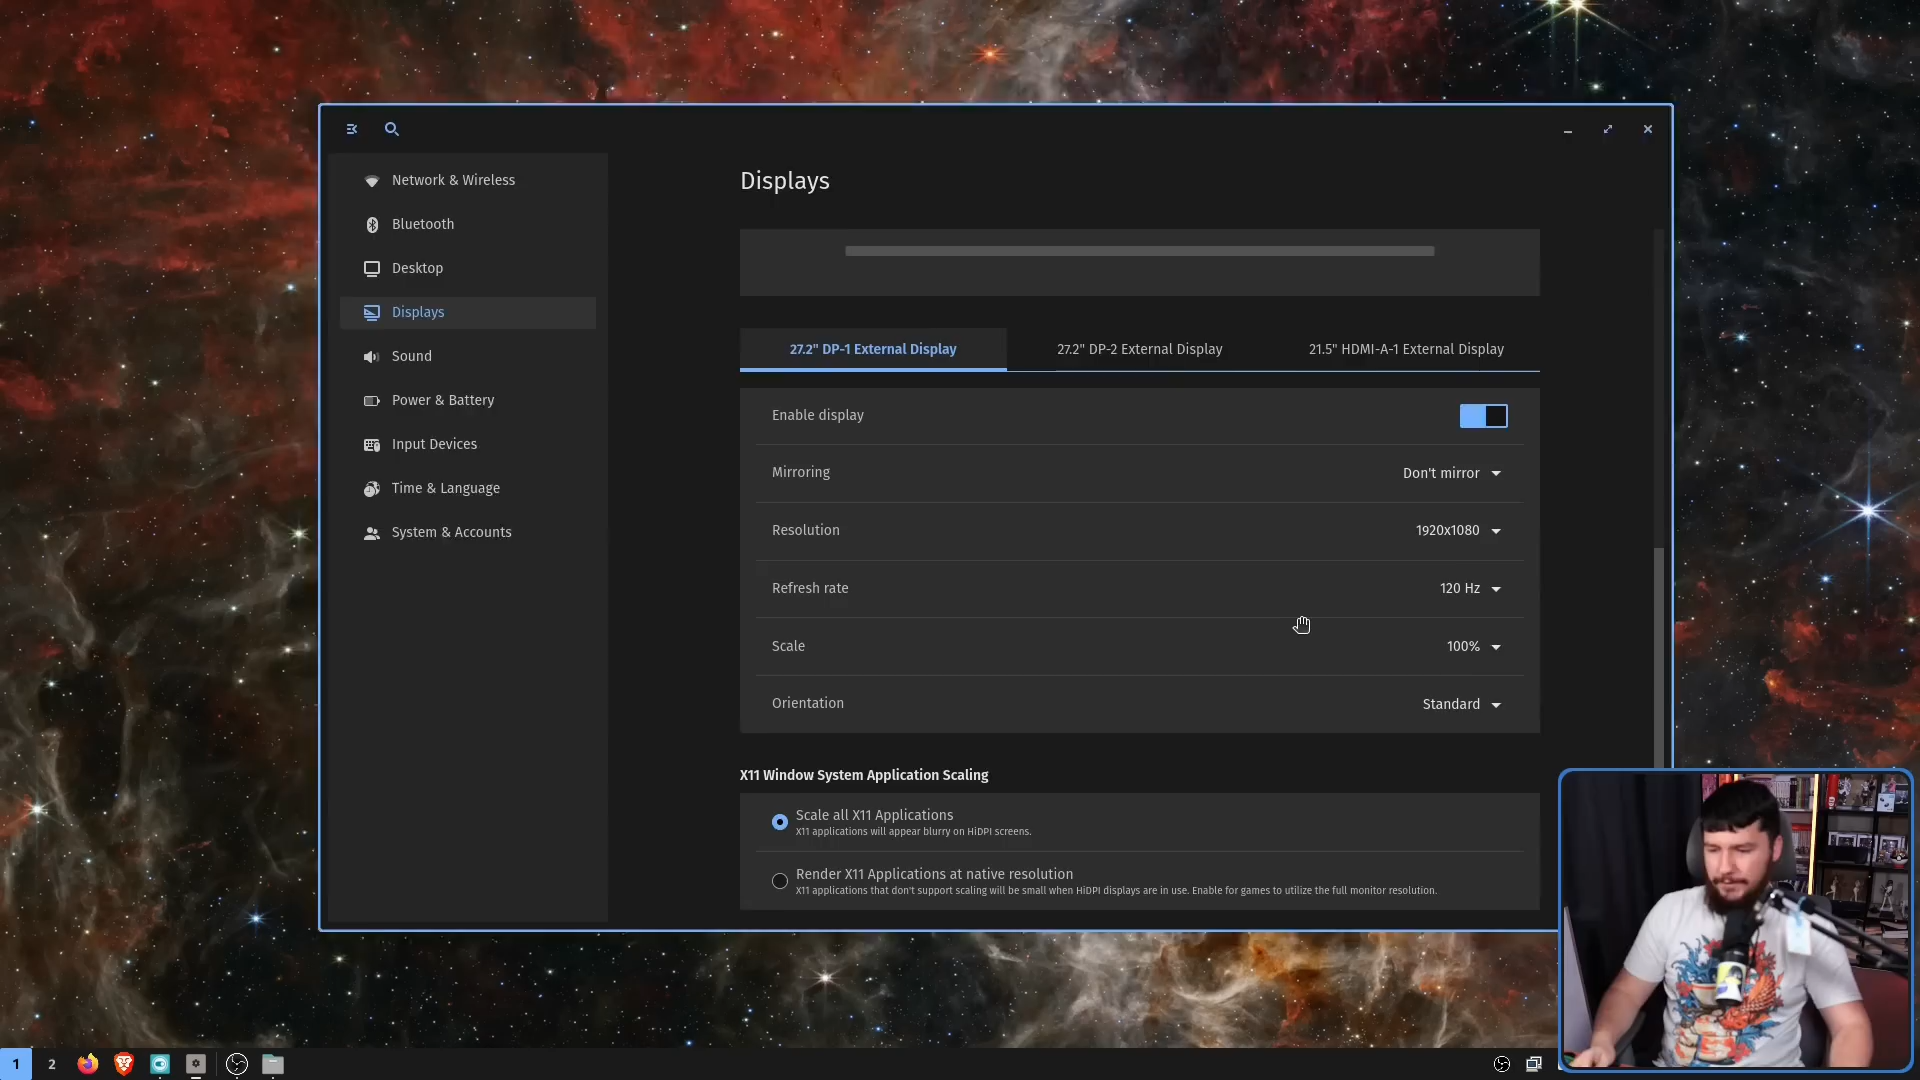 Network & Wireless
Bluetooth
Desktop
Displays
Sound
Power & Battery
Input Devices
Time & Language
System & Accounts
Displays
27.2" DP-1 External Display
27.2" DP-2 External Display
21.5" HDMI-A-1 External Display
Enable display
Mirroring
Don't mirror
Resolution
1920x1080
Refresh rate
120 Hz
Scale
100%
Orientation
Standard
X11 Window System Application Scaling
Scale all X11 Applications
X11 applications will appear blurry on HiDPI screens.
Render X11 Applications at native resolution
X11 applications that don't support scaling will be small when HiDPI displays are in use. Enable for games to utilize the full monitor resolution.
1
2